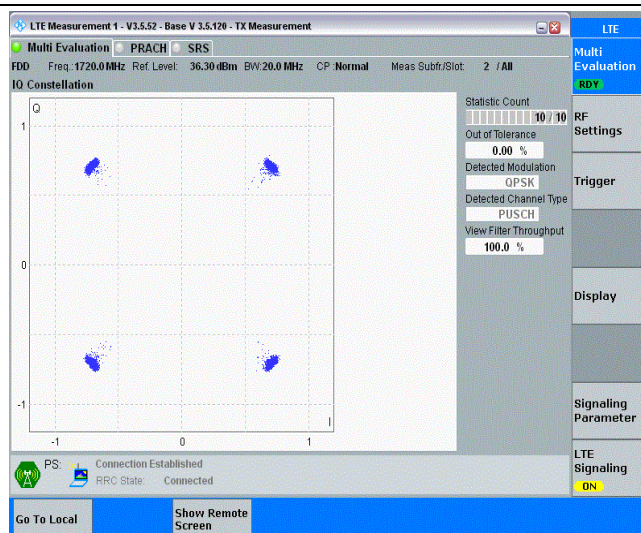 LTE Measurement 1 - V3.5.52 - Base V 3.5.120 - TX Measurement
Multi Evaluation PRACH SRS
FDD Freq.:1720.0 MHz Ref. Level: 36.30 dBm BW:20.0 MHz CP :Normal Meas Subfr./Slot: 2 / All
IQ Constellation
Q
1
0
-1
I
-1 0 1
Statistic Count
10 / 10
Out of Tolerance
0.00 %
Detected Modulation
QPSK
Detected Channel Type
PUSCH
View Filter Throughput
100.0 %
PS: Connection Established
RRC State: Connected
LTE
Multi
Evaluation
RDY
RF
Settings
Trigger
Display
Signaling
Parameter
LTE
Signaling
ON
Go To Local
Show Remote
Screen